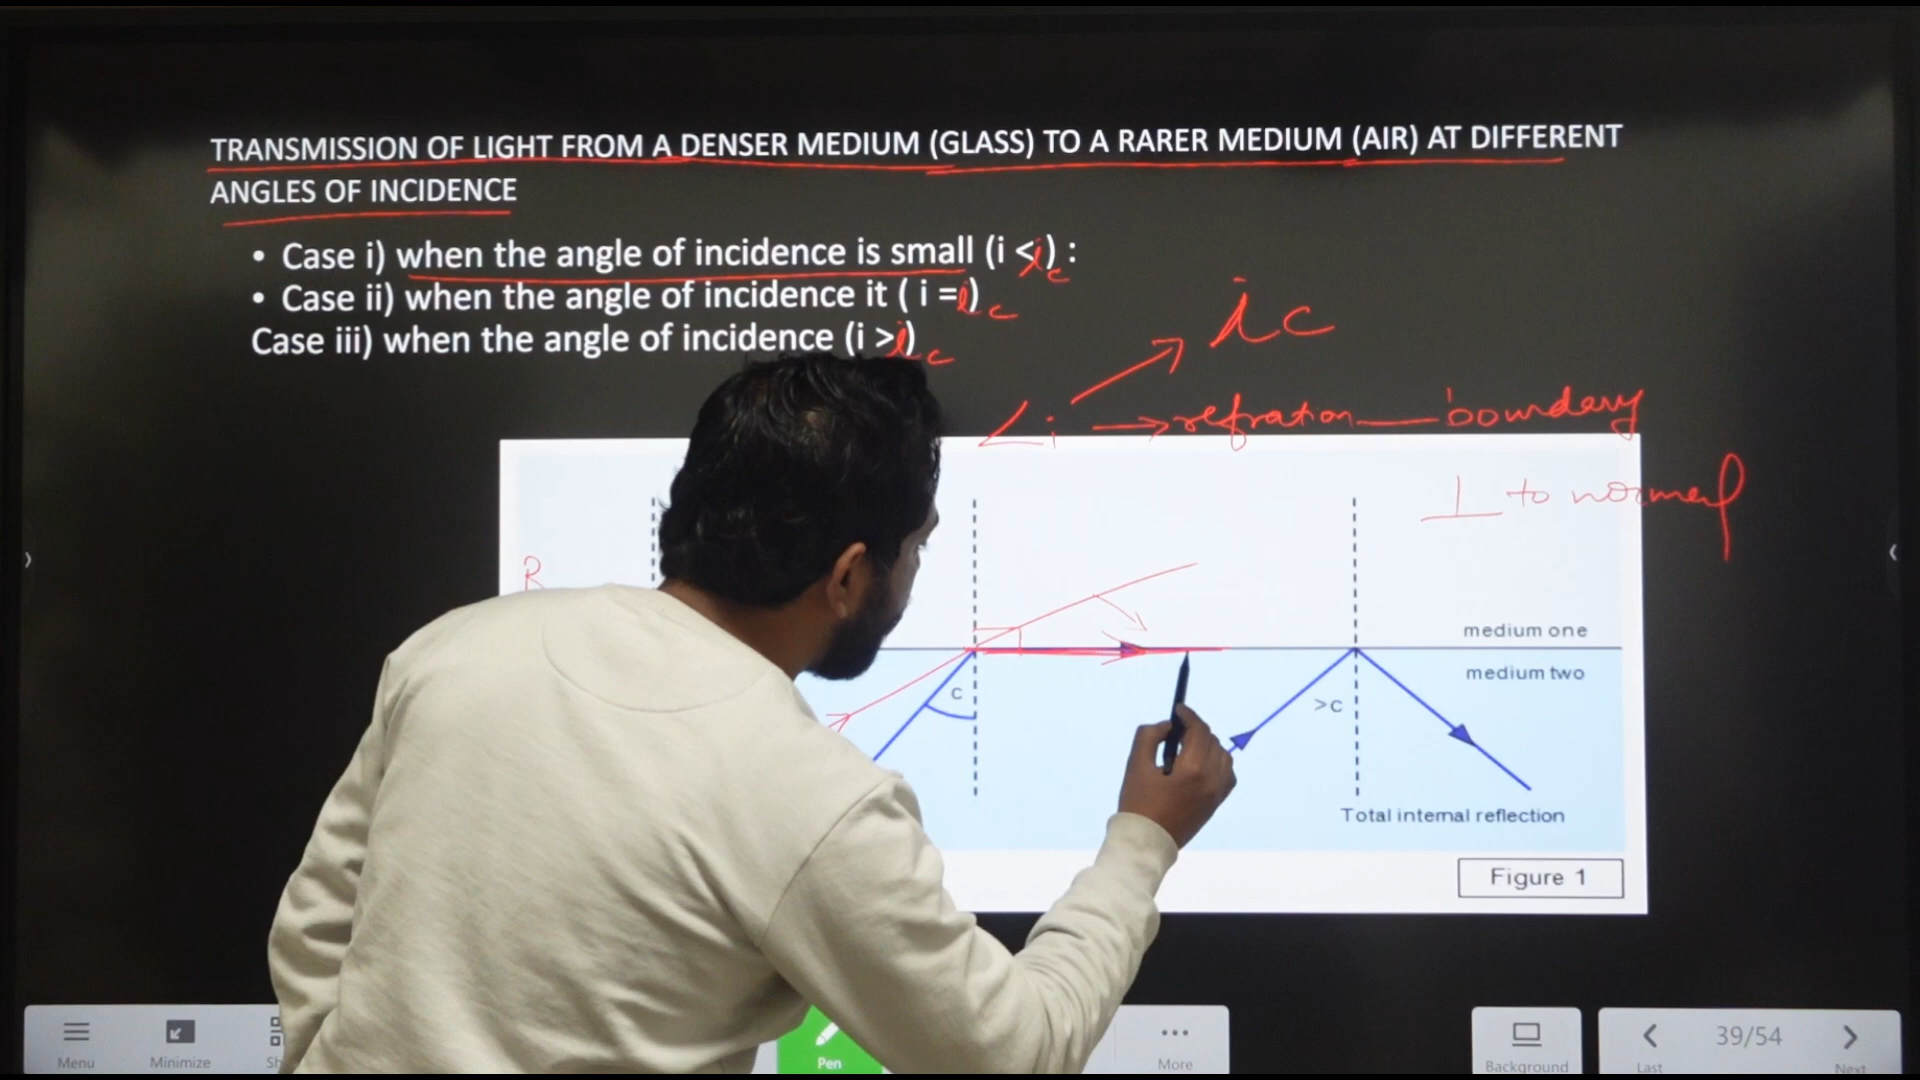 TRANSMISSION OF LIGHT FROM A DENSER MEDIUM (GLASS) TO A RARER MEDIUM (AIR) AT DIFFERENT
ANGLES OF INCIDENCE
• Case i) when the angle of incidence is small (i < ic) :
• Case ii) when the angle of incidence it ( i = ic)
Case iii) when the angle of incidence (i > ic)
ic
∠i → refration — boundary
⊥ to normal
R
medium one
medium two
c
>c
Total internal reflection
Figure 1
Menu
Minimize
Pen
More
Background
Last
39/54
Next